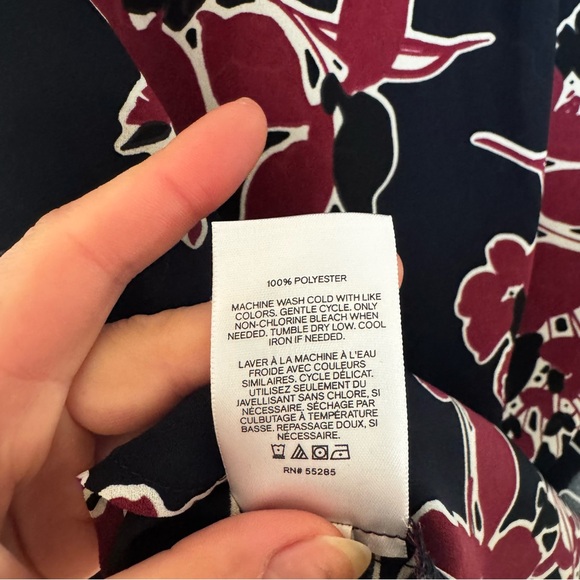 100% POLYESTER
MACHINE WASH COLD WITH LIKE
COLORS. GENTLE CYCLE. ONLY
NON-CHLORINE BLEACH WHEN
NEEDED. TUMBLE DRY LOW. COOL
IRON IF NEEDED.
LAVER À LA MACHINE À L'EAU
FROIDE AVEC COULEURS
SIMILAIRES, CYCLE DÉLICAT.
UTILISEZ SEULEMENT DU
JAVELLISANT SANS CHLORE, SI
NÉCESSAIRE. SÉCHAGE PAR
CULBUTAGE À TEMPÉRATURE
BASSE. REPASSAGE DOUX, SI
NÉCESSAIRE.
RN# 55285